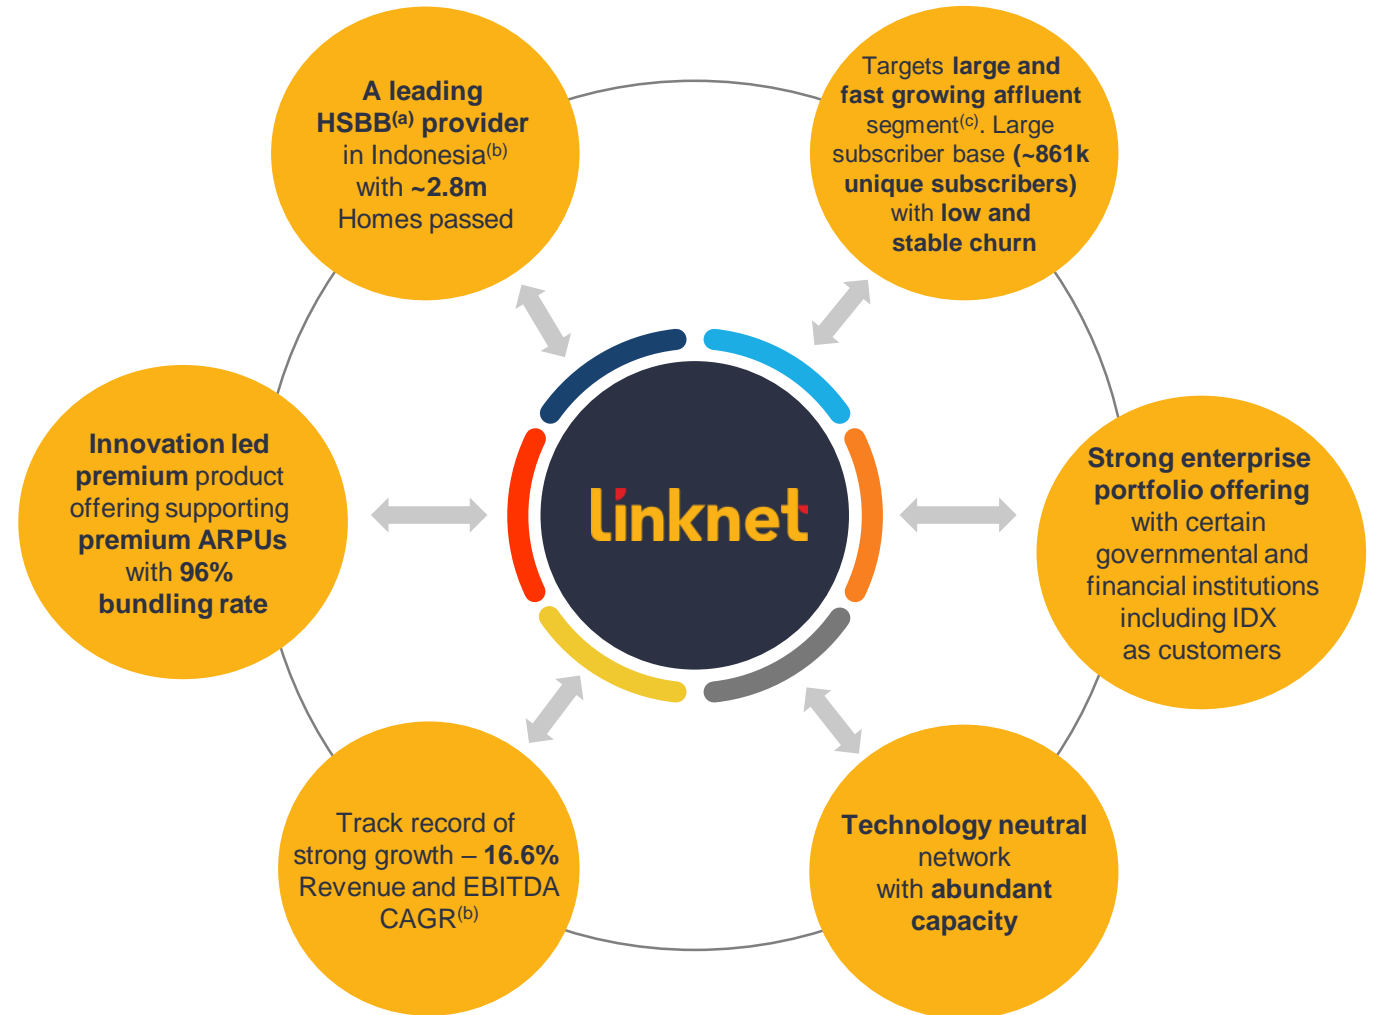 A leading
HSBB(a) provider
in Indonesia(b)
with ~2.8m
Homes passed
Targets large and
fast growing affluent
segment(c). Large
subscriber base (~861k
unique subscribers)
with low and
stable churn
Innovation led
premium product
offering supporting
premium ARPUs
with 96%
bundling rate
linknet
Strong enterprise
portfolio offering
with certain
governmental and
financial institutions
including IDX
as customers
Track record of
strong growth – 16.6%
Revenue and EBITDA
CAGR(b)
Technology neutral
network
with abundant
capacity